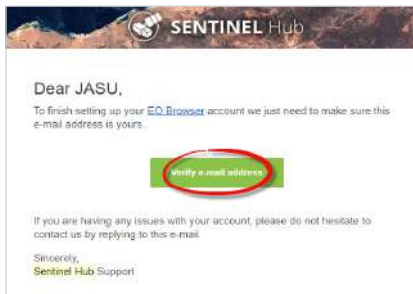 SENTINEL Hub
Dear JASU,
To finish setting up your EO Browser account we just need to make sure this
e-mail address is yours.
Verify e-mail address
If you are having any issues with your account, please do not hesitate to
contact us by replying to this e-mail.
Sincerely,
Sentinel Hub Support